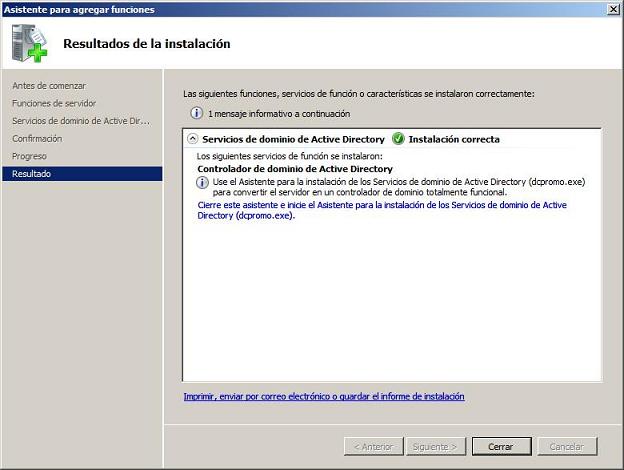 Asistente para agregar funciones
Resultados de la instalación
Antes de comenzar
Funciones de servidor
Servicios de dominio de Active Dir...
Confirmación
Progreso
Resultado
Las siguientes funciones, servicios de función o características se instalaron correctamente:
1 mensaje informativo a continuación
Servicios de dominio de Active Directory Instalación correcta
Los siguientes servicios de función se instalaron:
Controlador de dominio de Active Directory
Use el Asistente para la instalación de los Servicios de dominio de Active Directory (dcpromo.exe)
para convertir el servidor en un controlador de dominio totalmente funcional.
Cierre este asistente e inicie el Asistente para la instalación de los Servicios de dominio de Active
Directory (dcpromo.exe).
Imprimir, enviar por correo electrónico o guardar el informe de instalación
< Anterior Siguiente > Cerrar Cancelar